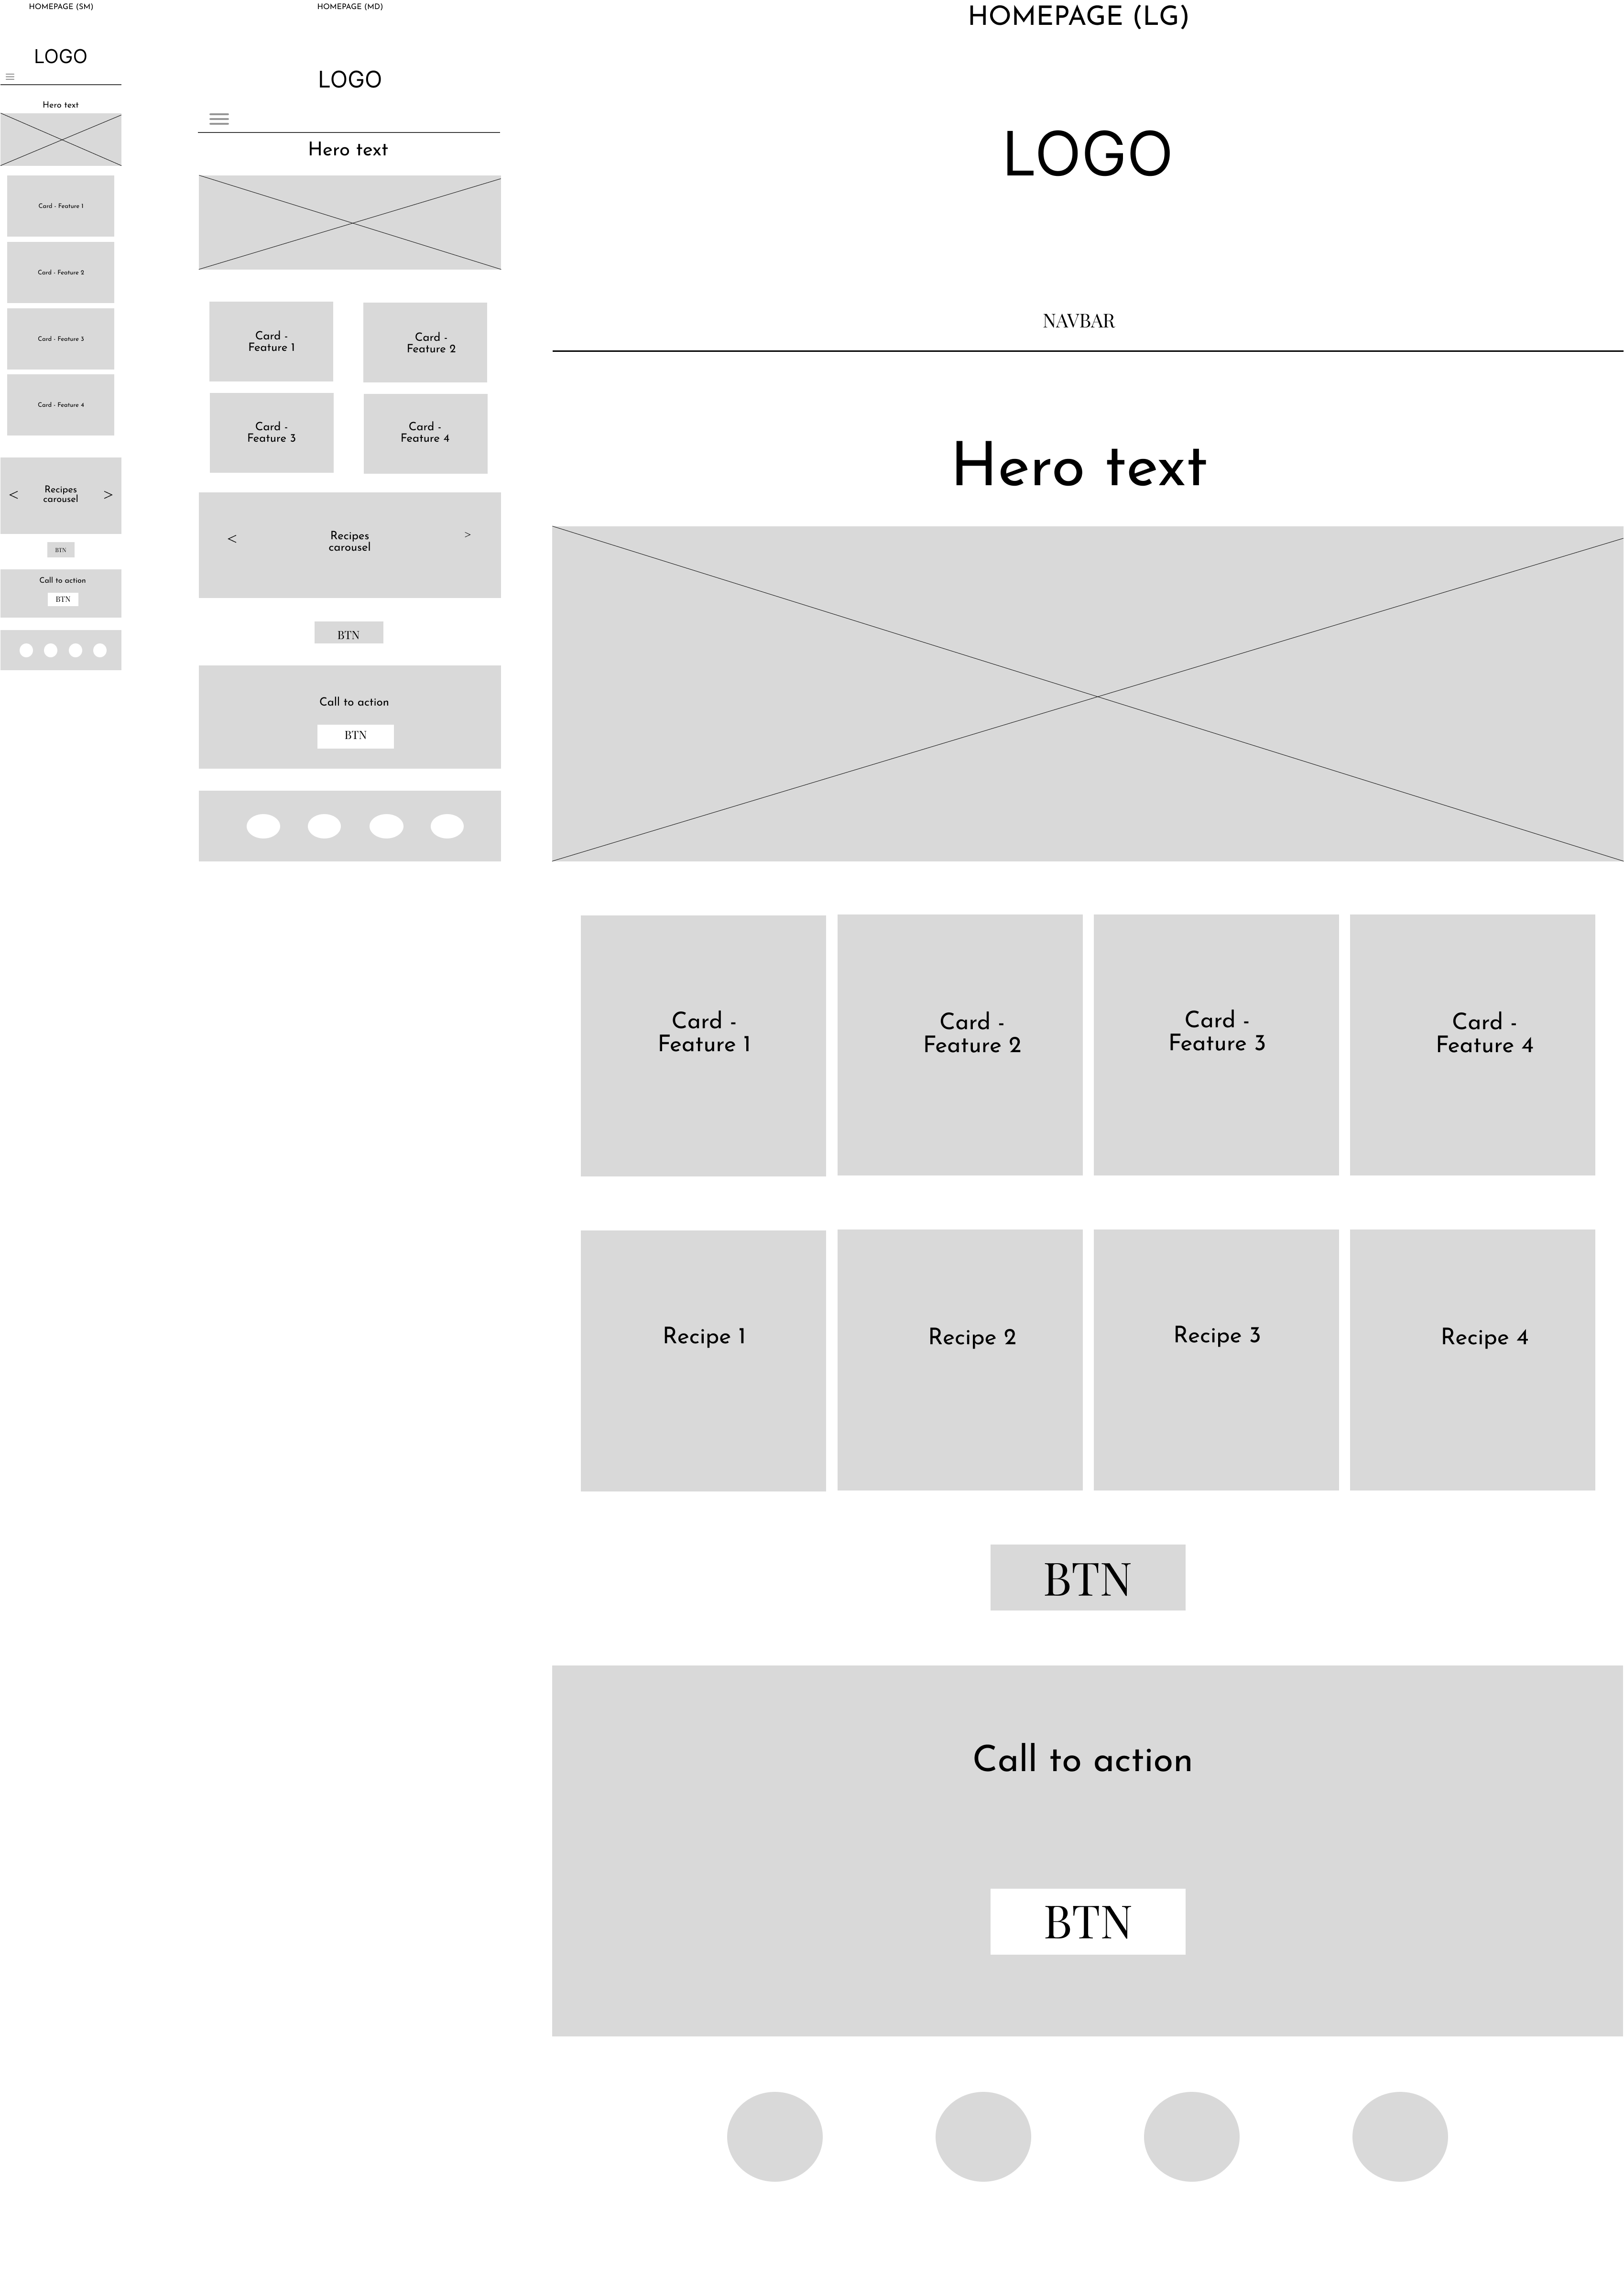 HOMEPAGE (SM)
LOGO
Hero text
Card - Feature 1
Card - Feature 2
Card - Feature 3
Card - Feature 4
<
Recipes
carousel
>
BTN
Call to action
BTN
HOMEPAGE (MD)
LOGO
Hero text
Card -
Feature 1
Card -
Feature 2
Card -
Feature 3
Card -
Feature 4
<
Recipes
carousel
>
BTN
Call to action
BTN
HOMEPAGE (LG)
LOGO
NAVBAR
Hero text
Card -
Feature 1
Card -
Feature 2
Card -
Feature 3
Card -
Feature 4
Recipe 1
Recipe 2
Recipe 3
Recipe 4
BTN
Call to action
BTN